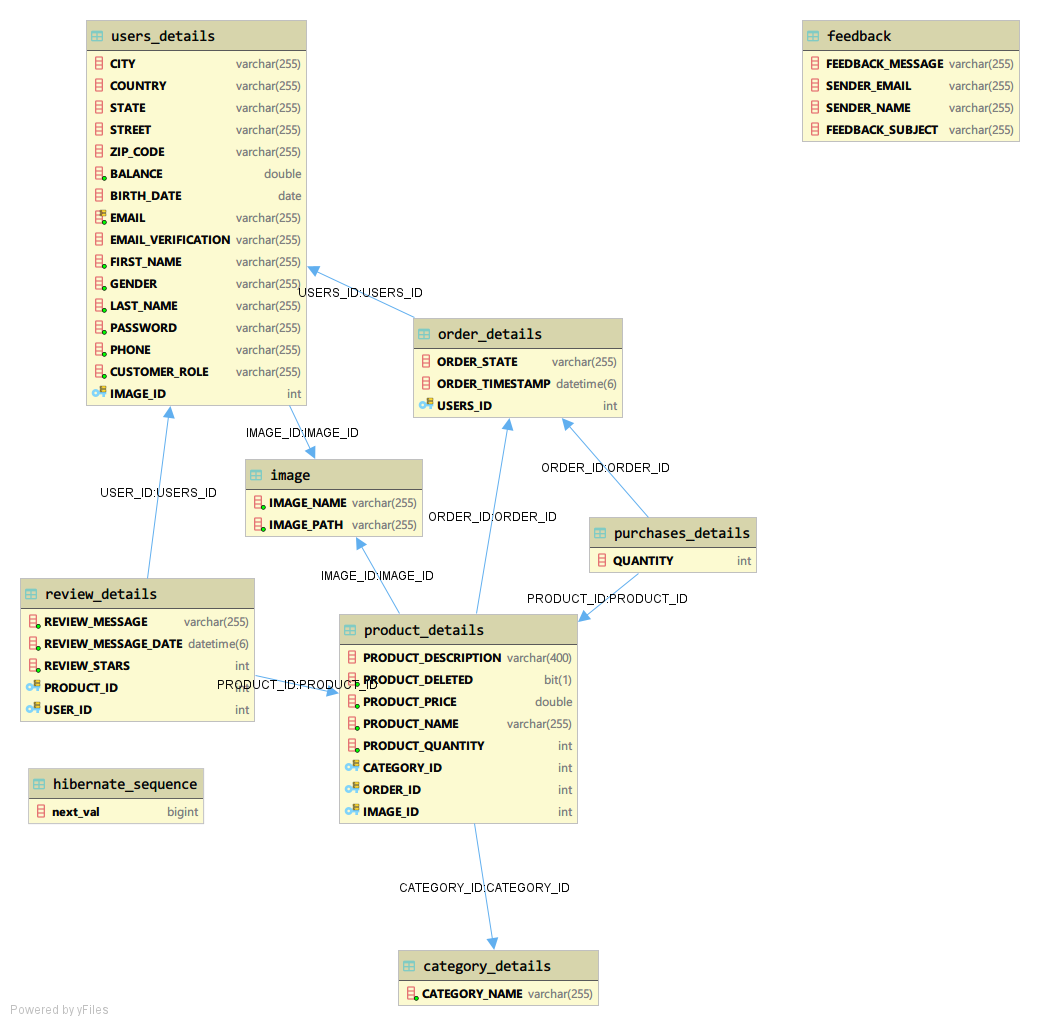 users_details
CITY varchar(255)
COUNTRY varchar(255)
STATE varchar(255)
STREET varchar(255)
ZIP_CODE varchar(255)
BALANCE double
BIRTH_DATE date
EMAIL varchar(255)
EMAIL_VERIFICATION varchar(255)
FIRST_NAME varchar(255)
GENDER varchar(255)
LAST_NAME varchar(255)
PASSWORD varchar(255)
PHONE varchar(255)
CUSTOMER_ROLE varchar(255)
IMAGE_ID int
feedback
FEEDBACK_MESSAGE varchar(255)
SENDER_EMAIL varchar(255)
SENDER_NAME varchar(255)
FEEDBACK_SUBJECT varchar(255)
USERS_ID:USERS_ID
order_details
ORDER_STATE varchar(255)
ORDER_TIMESTAMP datetime(6)
USERS_ID int
IMAGE_ID:IMAGE_ID
image
IMAGE_NAME varchar(255)
IMAGE_PATH varchar(255)
ORDER_ID:ORDER_ID
USER_ID:USERS_ID
ORDER_ID:ORDER_ID
purchases_details
QUANTITY int
IMAGE_ID:IMAGE_ID
PRODUCT_ID:PRODUCT_ID
review_details
REVIEW_MESSAGE varchar(255)
REVIEW_MESSAGE_DATE datetime(6)
REVIEW_STARS int
PRODUCT_ID int
USER_ID int
PRODUCT_ID:PRODUCT_ID
product_details
PRODUCT_DESCRIPTION varchar(400)
PRODUCT_DELETED bit(1)
PRODUCT_PRICE double
PRODUCT_NAME varchar(255)
PRODUCT_QUANTITY int
CATEGORY_ID int
ORDER_ID int
IMAGE_ID int
hibernate_sequence
next_val bigint
CATEGORY_ID:CATEGORY_ID
category_details
CATEGORY_NAME varchar(255)
Powered by yFiles